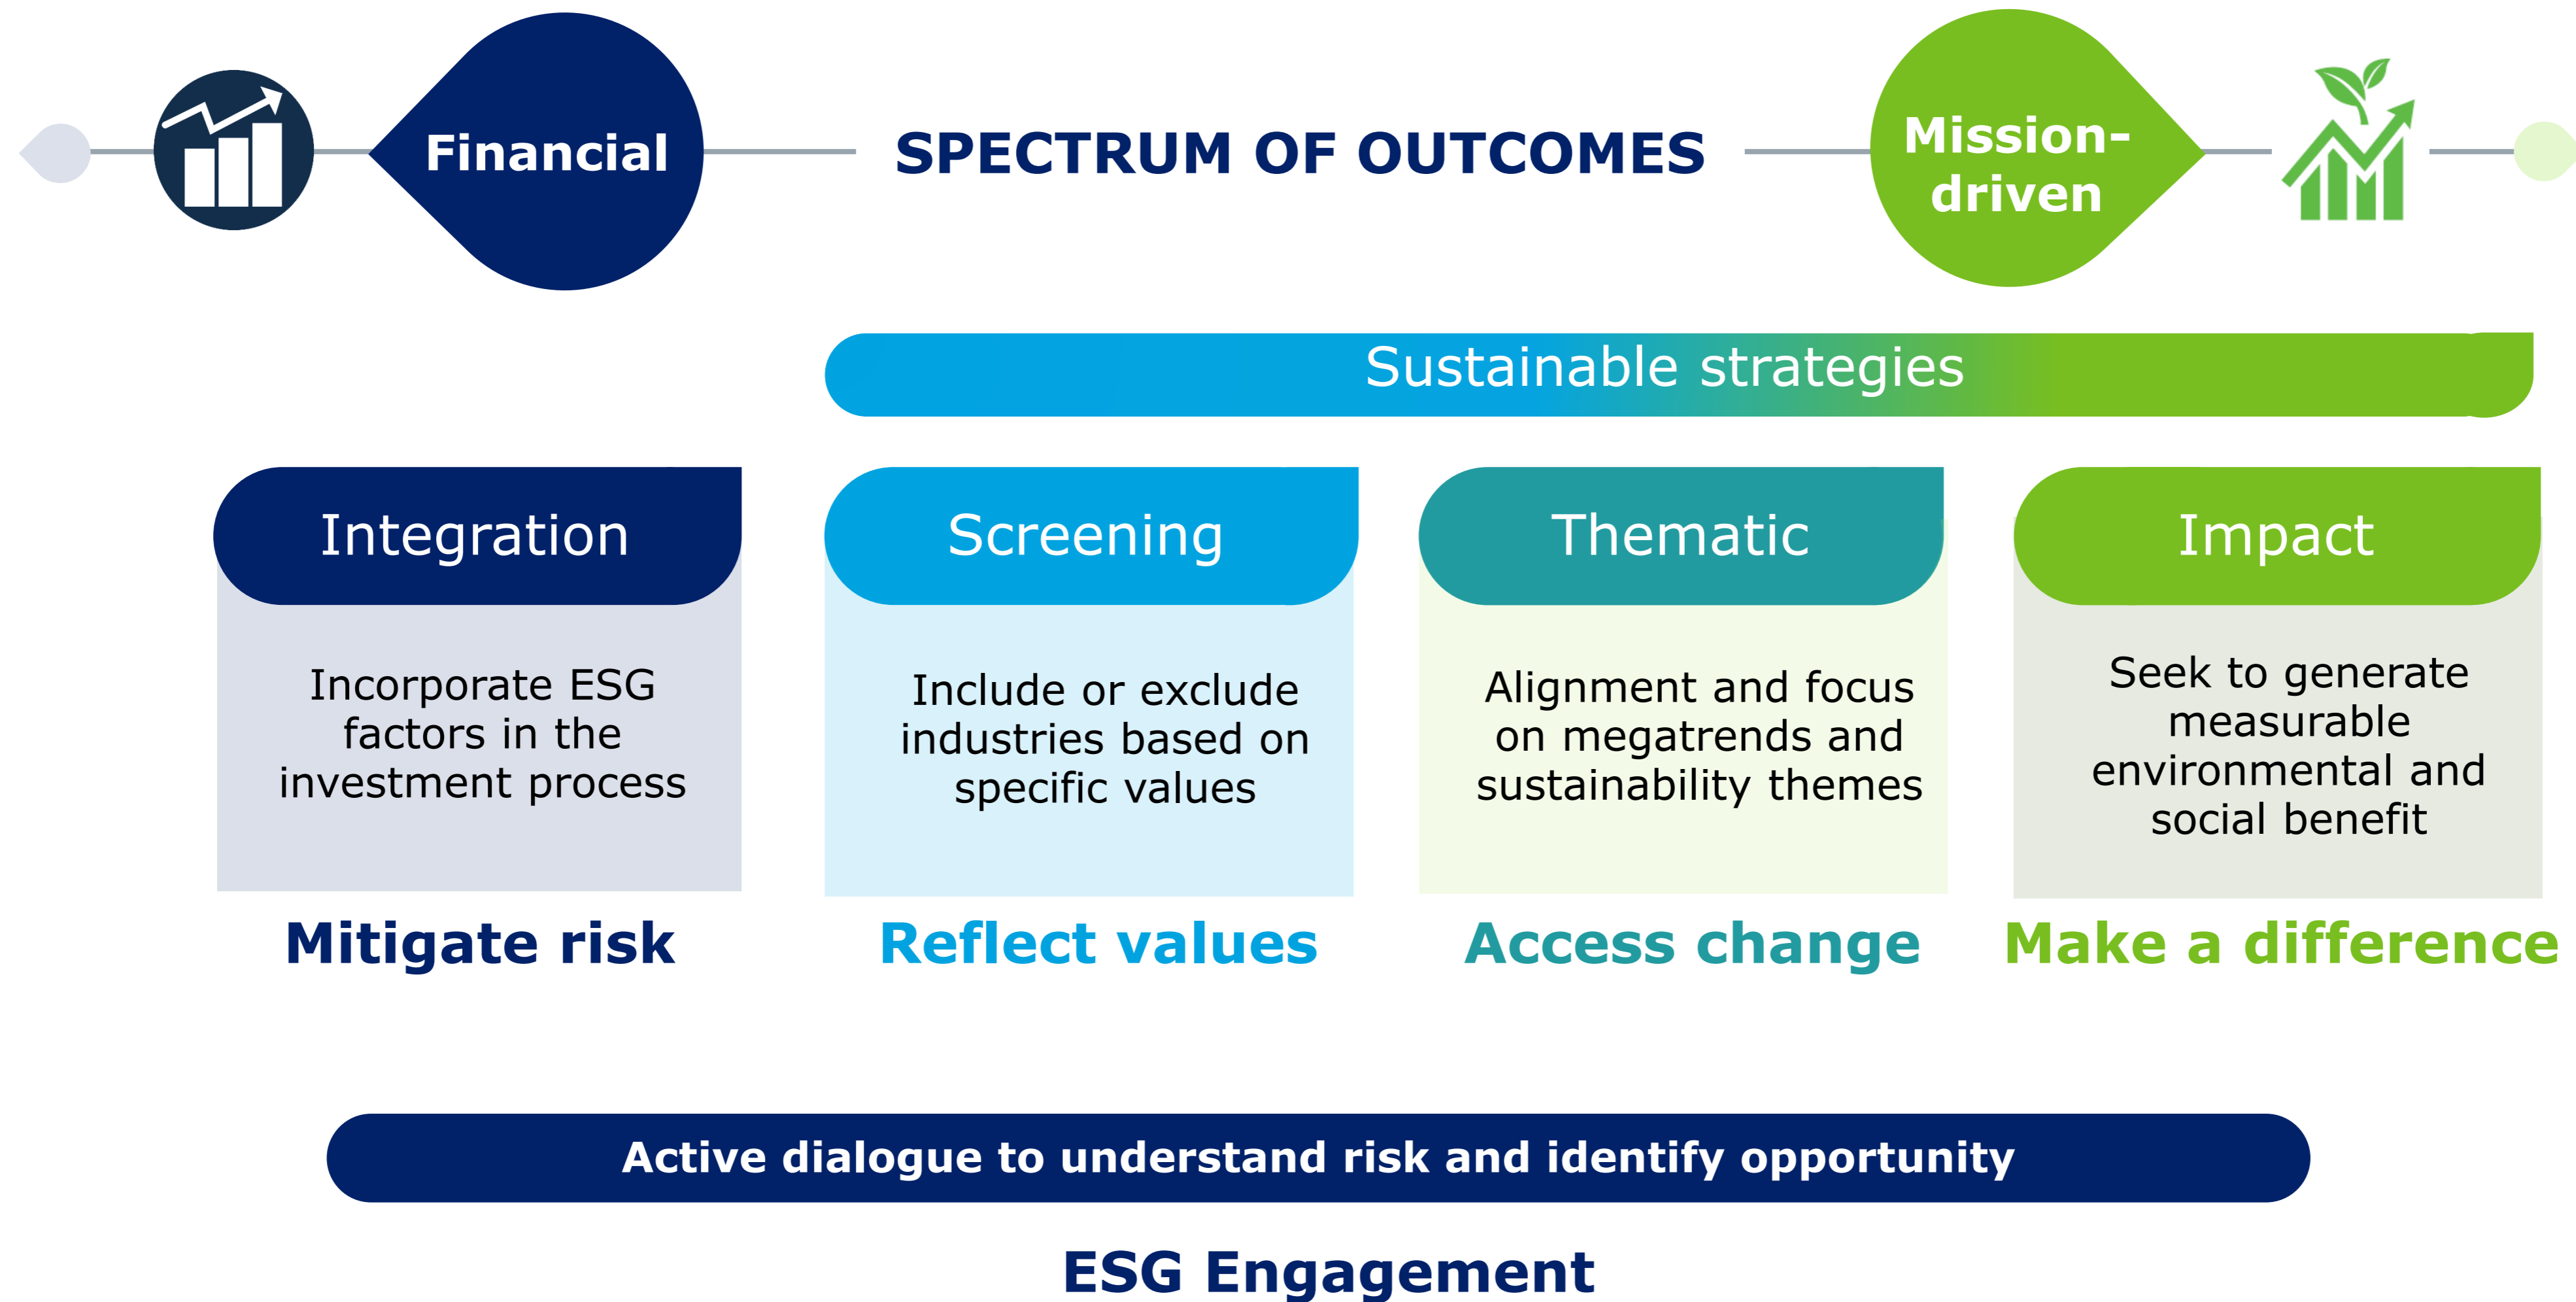 Financial
SPECTRUM OF OUTCOMES
Mission-
driven
Sustainable strategies
Integration
Incorporate ESG
factors in the
investment process
Mitigate risk
Screening
Include or exclude
industries based on
specific values
Reflect values
Thematic
Alignment and focus
on megatrends and
sustainability themes
Access change
Impact
Seek to generate
measurable
environmental and
social benefit
Make a difference
Active dialogue to understand risk and identify opportunity
ESG Engagement